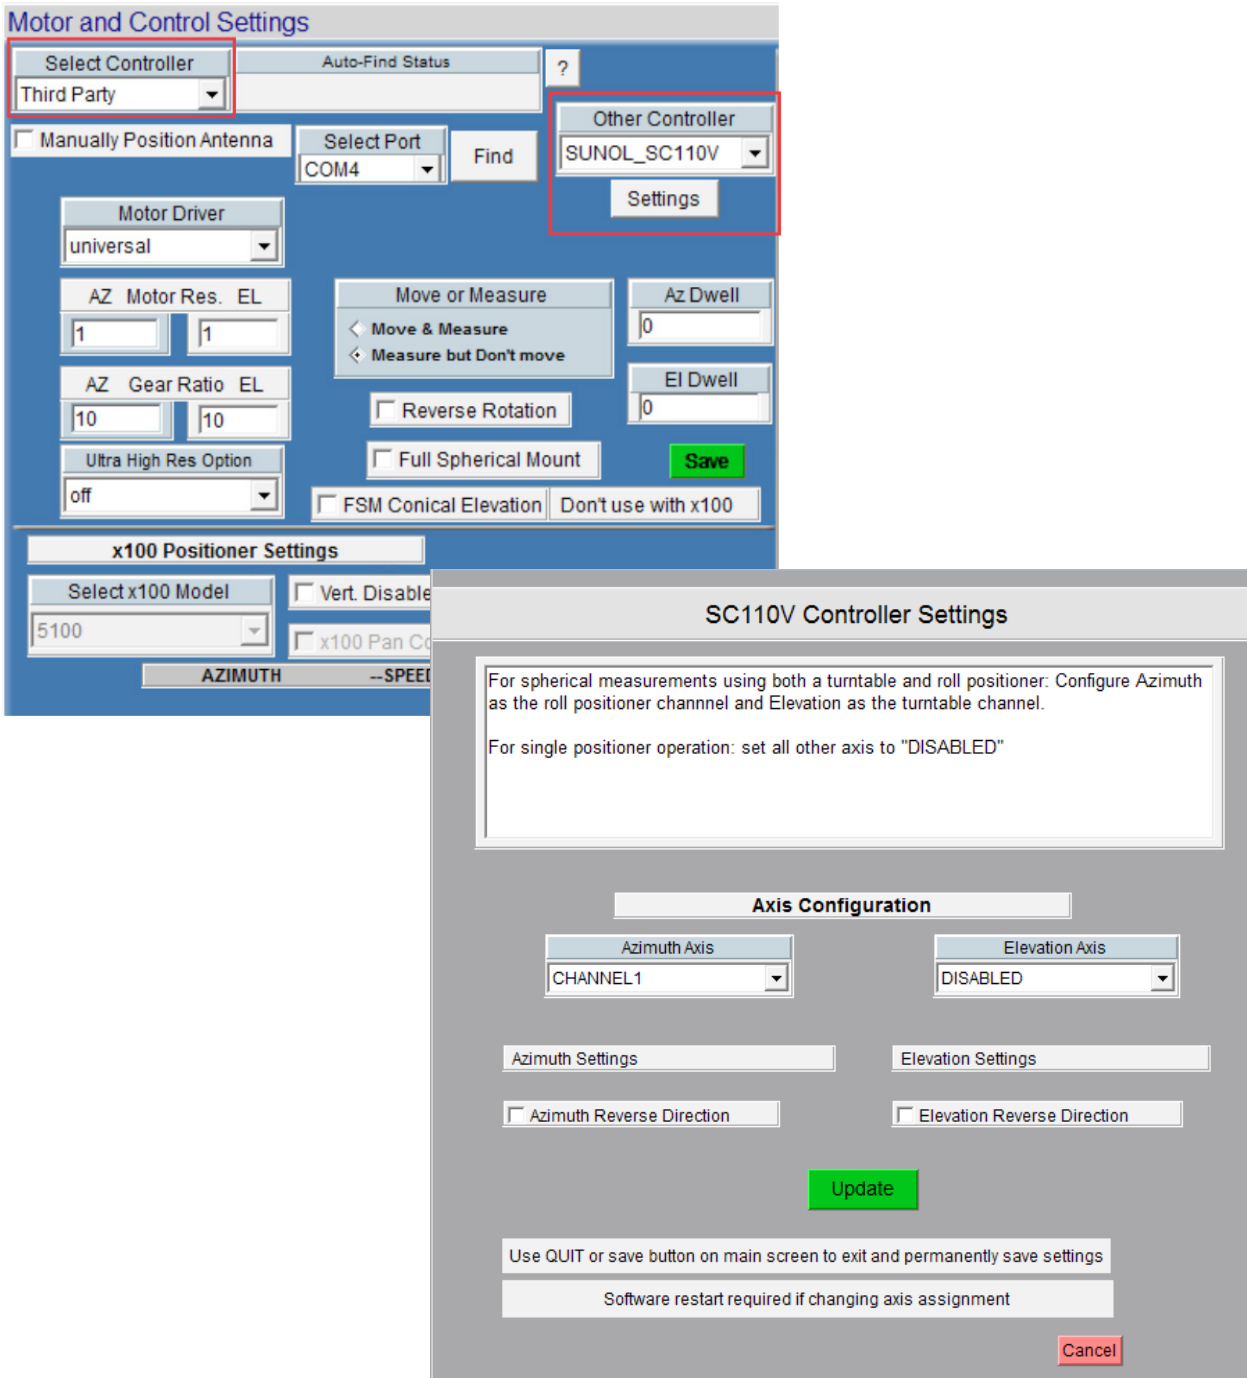 Motor and Control Settings
Select Controller
Auto-Find Status
?
Third Party
Other Controller
Manually Position Antenna
Select Port
Find
SUNOL_SC110V
COM4
Settings
Motor Driver
universal
AZ Motor Res. EL
Move or Measure
Az Dwell
1
1
Move & Measure
0
Measure but Don't move
AZ Gear Ratio EL
El Dwell
10
10
Reverse Rotation
0
Ultra High Res Option
Full Spherical Mount
Save
off
FSM Conical Elevation
Don't use with x100
x100 Positioner Settings
Select x100 Model
Vert. Disable
5100
x100 Pan Co
AZIMUTH
--SPEE
SC110V Controller Settings
For spherical measurements using both a turntable and roll positioner: Configure Azimuth
as the roll positioner channnel and Elevation as the turntable channel.
For single positioner operation: set all other axis to "DISABLED"
Axis Configuration
Azimuth Axis
Elevation Axis
CHANNEL1
DISABLED
Azimuth Settings
Elevation Settings
Azimuth Reverse Direction
Elevation Reverse Direction
Update
Use QUIT or save button on main screen to exit and permanently save settings
Software restart required if changing axis assignment
Cancel